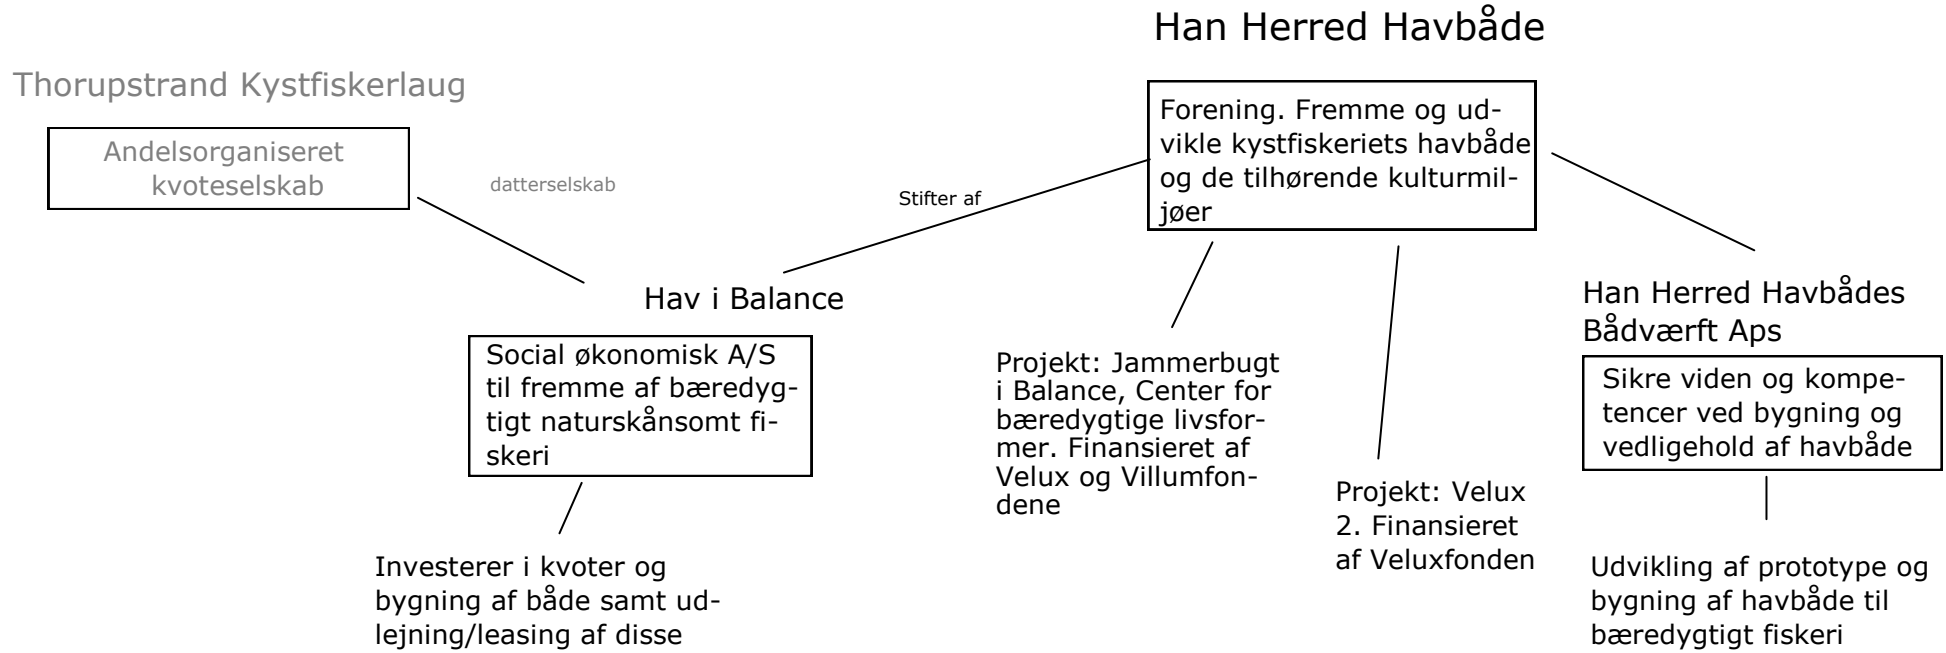 Han Herred Havbåde
Thorupstrand Kystfiskerlaug
Andelsorganiseret
kvoteselskab
datterselskab
Stifter af
Forening. Fremme og ud-
vikle kystfiskeriets havbåde
og de tilhørende kulturmil-
jøer
Hav i Balance
Social økonomisk A/S
til fremme af bæredyg-
tigt naturskånsomt fi-
skeri
Investerer i kvoter og
bygning af både samt ud-
lejning/leasing af disse
Projekt: Jammerbugt
i Balance, Center for
bæredygtige livsfor-
mer. Finansieret af
Velux og Villumfon-
dene
Projekt: Velux
2. Finansieret
af Veluxfonden
Han Herred Havbådes
Bådværft Aps
Sikre viden og kompe-
tencer ved bygning og
vedligehold af havbåde
Udvikling af prototype og
bygning af havbåde til
bæredygtigt fiskeri